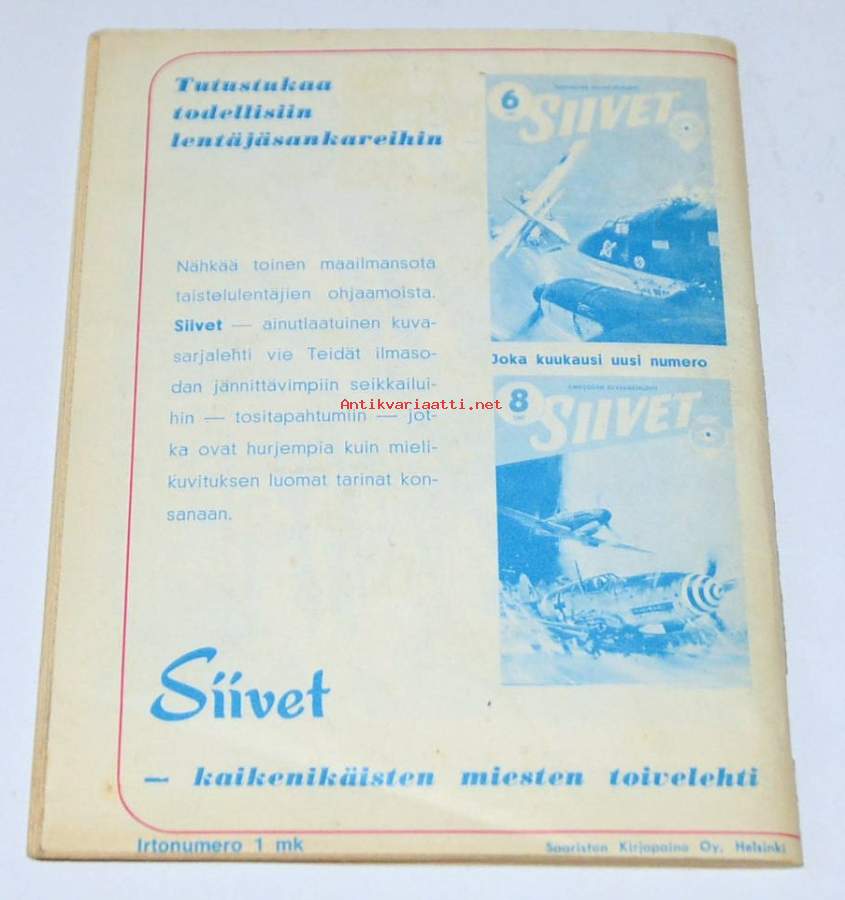 Tutustukaa
todellisiin
lentäjäsankareihin
Nähkää toinen maailmansota
taistelulentäjien ohjaamoista.
Siivet — ainutlaatuinen kuva-
sarjalehti vie Teidät ilmaso-
dan jännittävimpiin seikkailui-
hin — tositapahtumiin — jot-
ka ovat hurjempia kuin mieli-
kuvituksen luomat tarinat kon-
sanaan.
6
SIIVET
Joka kuukausi uusi numero
8
SIIVET
Antikvariaatti.net
Siivet
— kaikenikäisten miesten toivelehti
Irtonumero 1 mk
Saariston Kirjapaino Oy, Helsinki